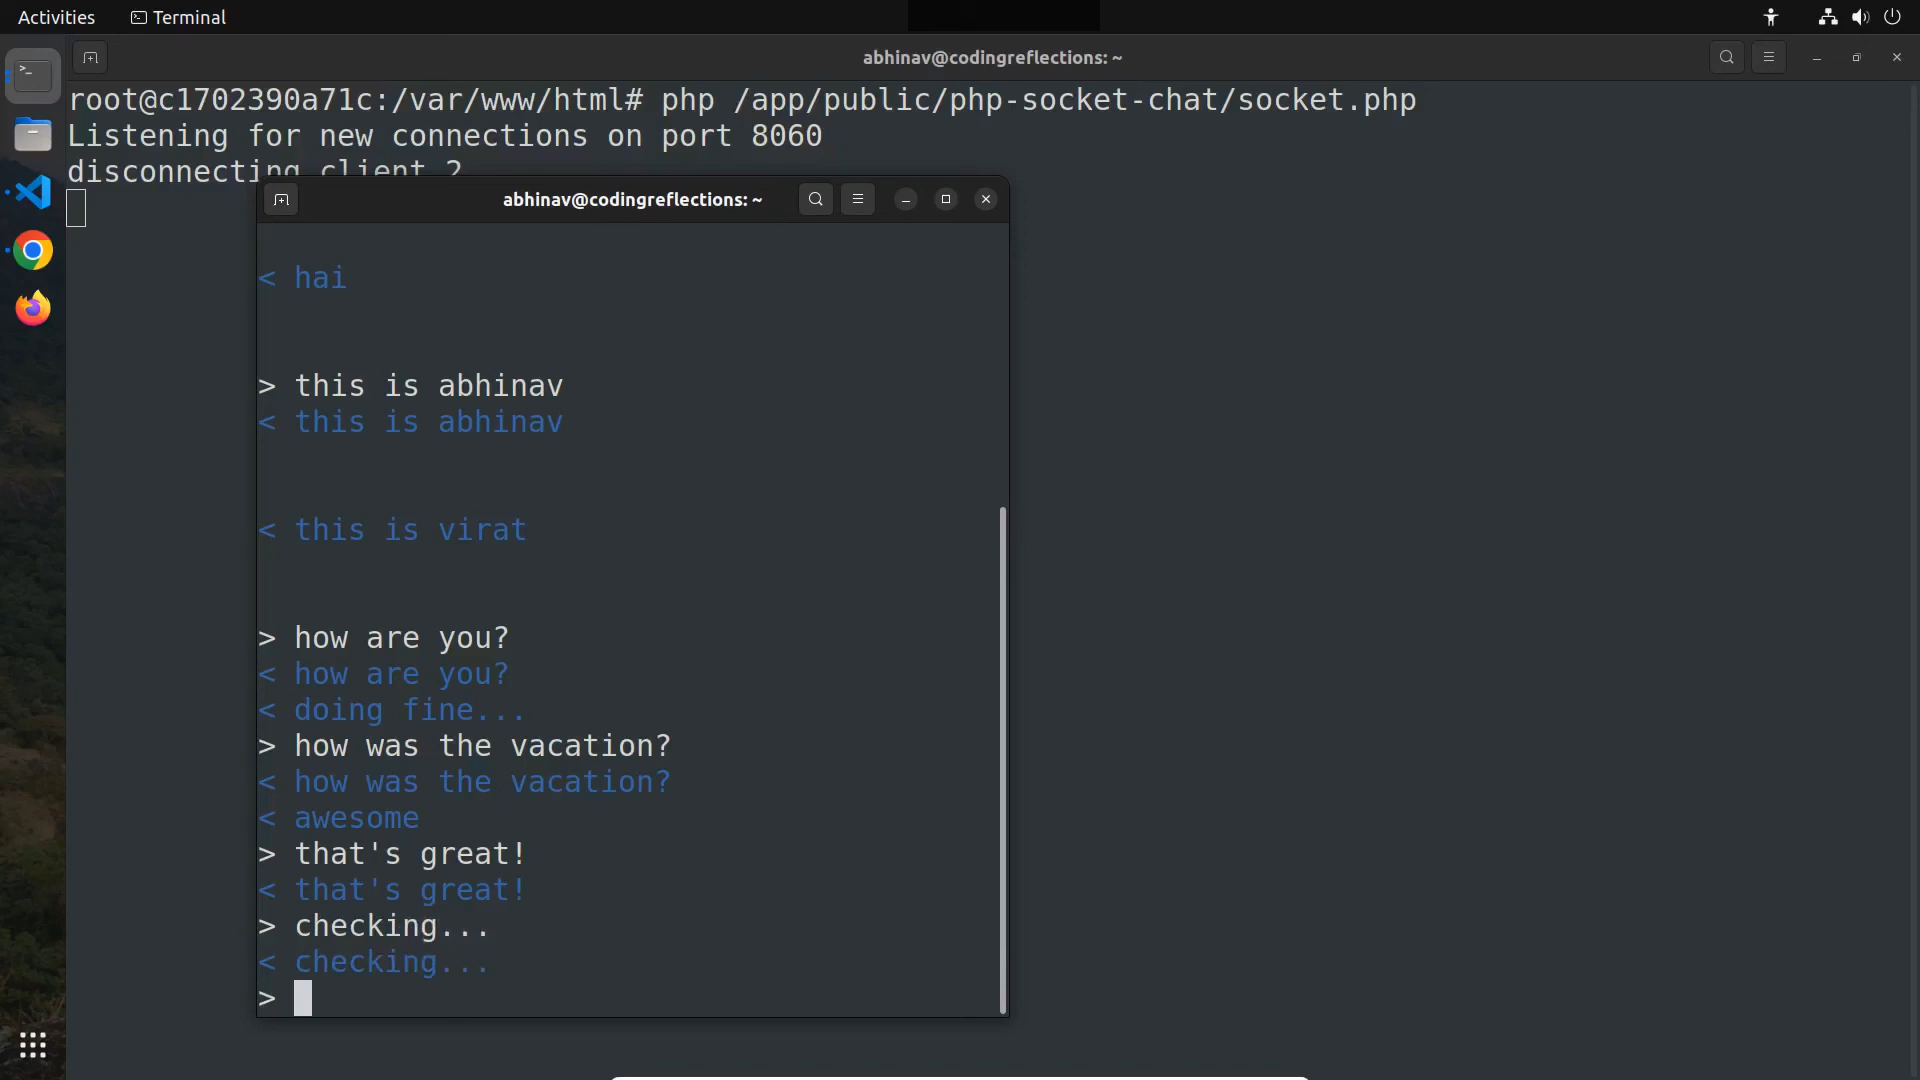 Activities
Terminal
abhinav@codingreflections: ~
root@c1702390a71c:/var/www/html# php /app/public/php-socket-chat/socket.php
Listening for new connections on port 8060
disconnecting client 2
abhinav@codingreflections: ~
< hai
> this is abhinav
< this is abhinav
< this is virat
> how are you?
< how are you?
< doing fine...
> how was the vacation?
< how was the vacation?
< awesome
> that's great!
< that's great!
> checking...
< checking...
>